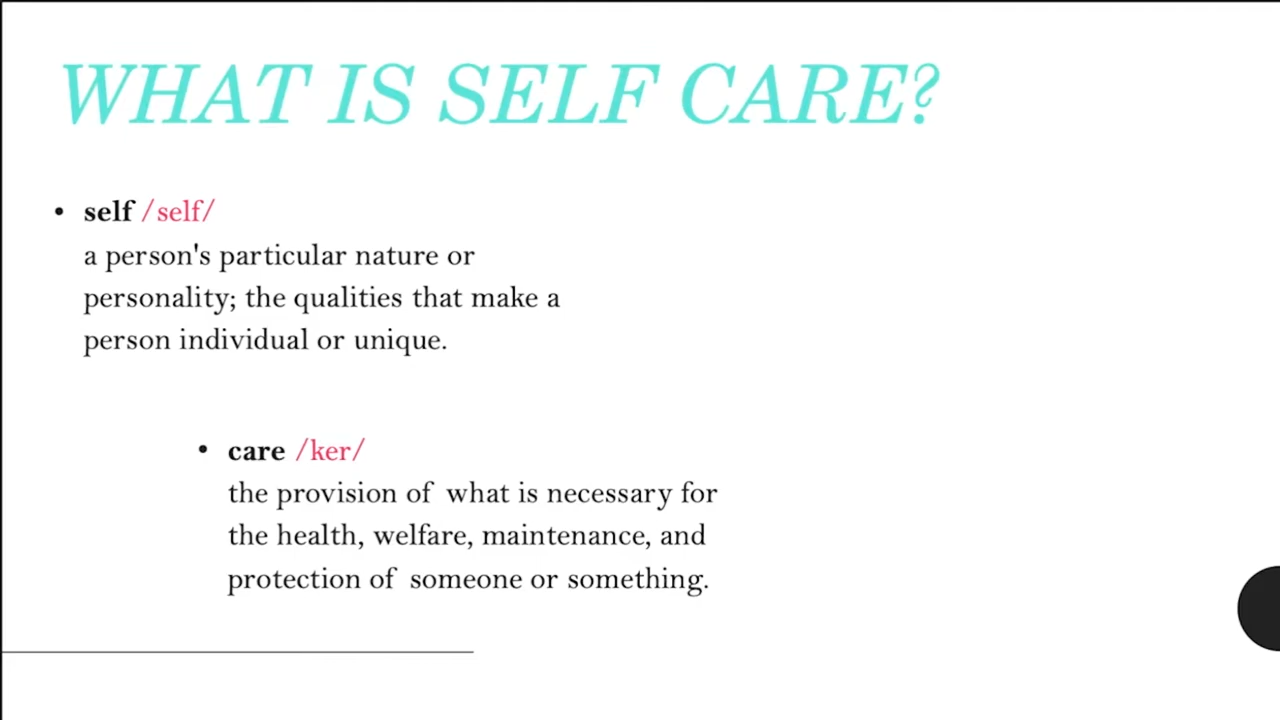 WHAT IS SELF CARE?
• self /self/
a person's particular nature or
personality; the qualities that make a
person individual or unique.
• care /ker/
the provision of what is necessary for
the health, welfare, maintenance, and
protection of someone or something.